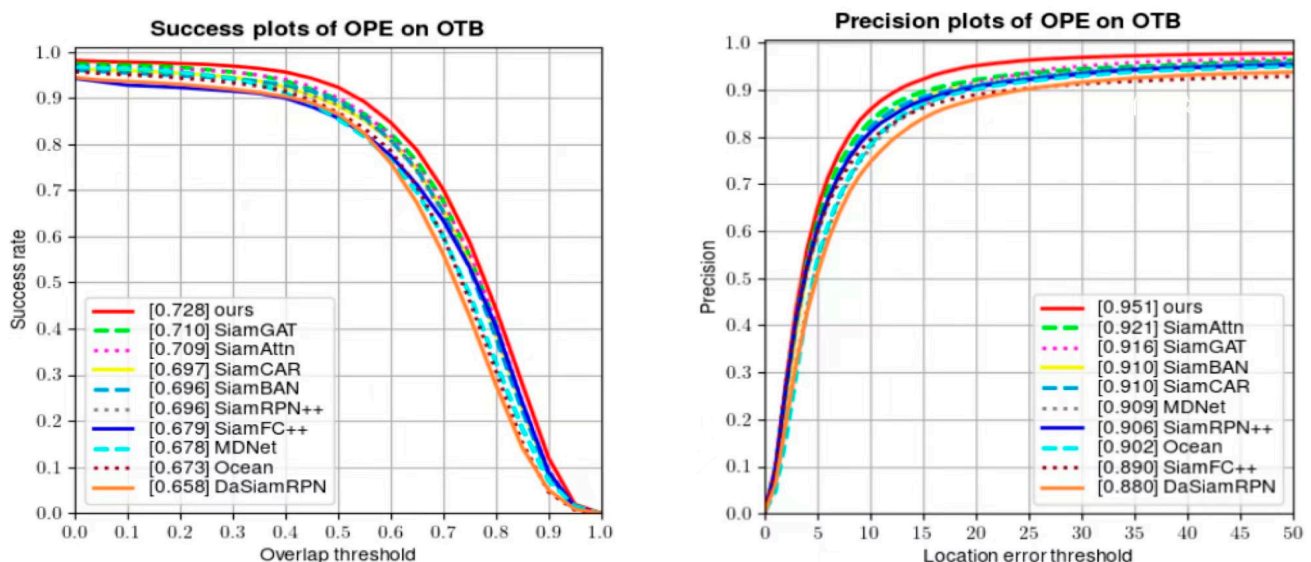 Success plots of OPE on OTB
1.0
0.9
0.8
0.7
0.6
0.5
0.4
0.3
0.2
0.1
0.0
Success rate
[0.728] ours
[0.710] SiamGAT
[0.709] SiamAttn
[0.697] SiamCAR
[0.696] SiamBAN
[0.696] SiamRPN++
[0.679] SiamFC++
[0.678] MDNet
[0.673] Ocean
[0.658] DaSiamRPN
0.0 0.1 0.2 0.3 0.4 0.5 0.6 0.7 0.8 0.9 1.0
Overlap threshold
Precision plots of OPE on OTB
1.0
0.9
0.8
0.7
0.6
0.5
0.4
0.3
0.2
0.1
0.0
Precision
[0.951] ours
[0.921] SiamAttn
[0.916] SiamGAT
[0.910] SiamBAN
[0.910] SiamCAR
[0.909] MDNet
[0.906] SiamRPN++
[0.902] Ocean
[0.890] SiamFC++
[0.880] DaSiamRPN
0 5 10 15 20 25 30 35 40 45 50
Location error threshold